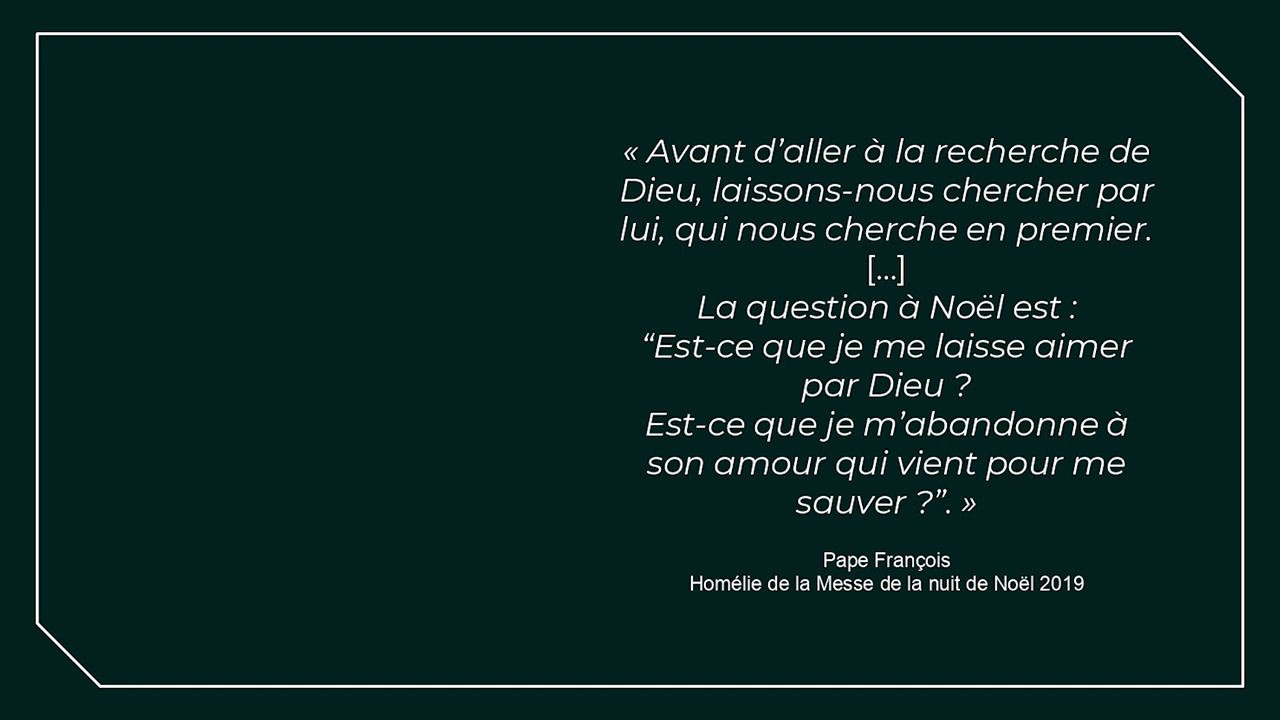 « Avant d’aller à la recherche de
Dieu, laissons-nous chercher par
lui, qui nous cherche en premier.
[...]
La question à Noël est :
“Est-ce que je me laisse aimer
par Dieu ?
Est-ce que je m’abandonne à
son amour qui vient pour me
sauver ?”. »
Pape François
Homélie de la Messe de la nuit de Noël 2019